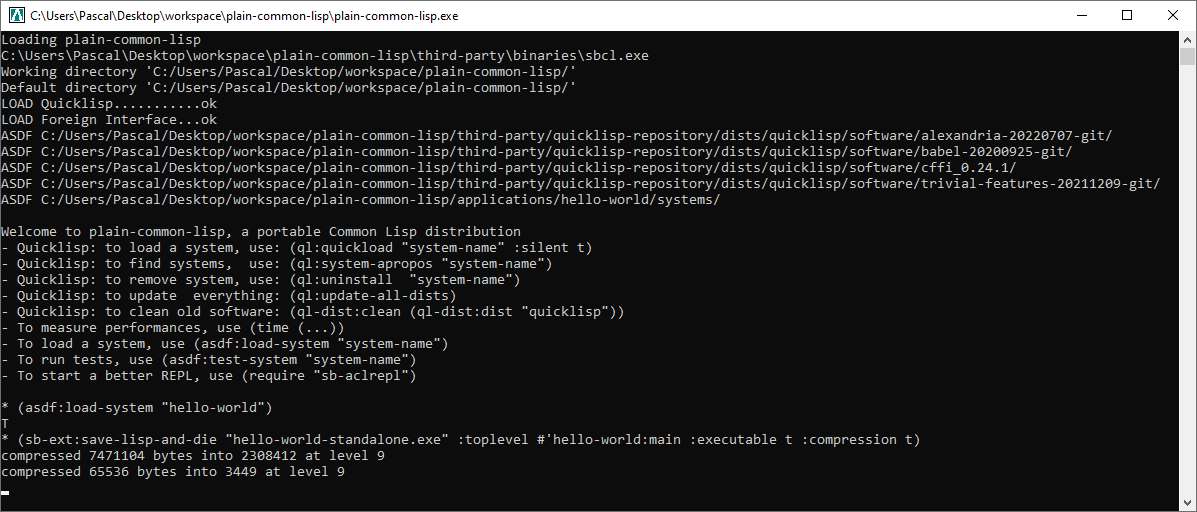 C:\Users\Pascal\Desktop\workspace\plain-common-lisp\plain-common-lisp.exe
Loading plain-common-lisp
C:\Users\Pascal\Desktop\workspace\plain-common-lisp\third-party\binaries\sbcl.exe
Working directory 'C:/Users/Pascal/Desktop/workspace/plain-common-lisp/'
Default directory 'C:/Users/Pascal/Desktop/workspace/plain-common-lisp/'
LOAD Quicklisp...........ok
LOAD Foreign Interface...ok
ASDF C:/Users/Pascal/Desktop/workspace/plain-common-lisp/third-party/quicklisp-repository/dists/quicklisp/software/alexandria-20220707-git/
ASDF C:/Users/Pascal/Desktop/workspace/plain-common-lisp/third-party/quicklisp-repository/dists/quicklisp/software/babel-20200925-git/
ASDF C:/Users/Pascal/Desktop/workspace/plain-common-lisp/third-party/quicklisp-repository/dists/quicklisp/software/cffi_0.24.1/
ASDF C:/Users/Pascal/Desktop/workspace/plain-common-lisp/third-party/quicklisp-repository/dists/quicklisp/software/trivial-features-20211209-git/
ASDF C:/Users/Pascal/Desktop/workspace/plain-common-lisp/applications/hello-world/systems/
Welcome to plain-common-lisp, a portable Common Lisp distribution
- Quicklisp: to load a system, use: (ql:quickload "system-name" :silent t)
- Quicklisp: to find systems,  use: (ql:system-apropos "system-name")
- Quicklisp: to remove system, use: (ql:uninstall  "system-name")
- Quicklisp: to update  everything: (ql:update-all-dists)
- Quicklisp: to clean old software: (ql-dist:clean (ql-dist:dist "quicklisp"))
- To measure performances, use (time (...))
- To load a system, use (asdf:load-system "system-name")
- To run tests, use (asdf:test-system "system-name")
- To start a better REPL, use (require "sb-aclrepl")
* (asdf:load-system "hello-world")
T
* (sb-ext:save-lisp-and-die "hello-world-standalone.exe" :toplevel #'hello-world:main :executable t :compression t)
compressed 7471104 bytes into 2308412 at level 9
compressed 65536 bytes into 3449 at level 9